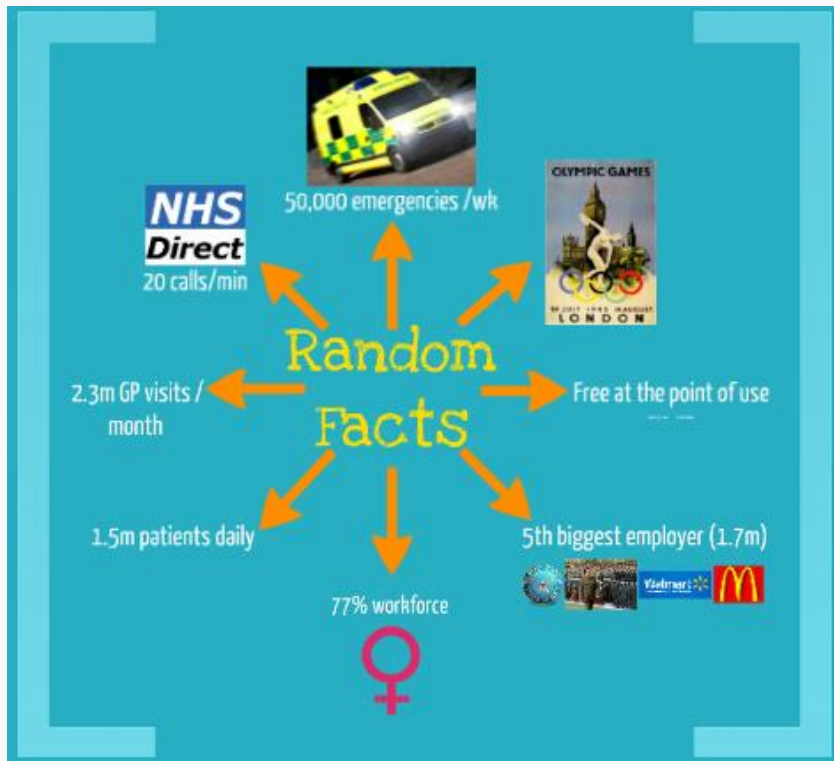 50,000 emergencies /wk
NHS
Direct
20 calls/min
OLYMPIC GAMES
LONDON
Random
Facts
2.3m GP visits /
month
Free at the point of use
1.5m patients daily
5th biggest employer (1.7m)
Walmart
77% workforce